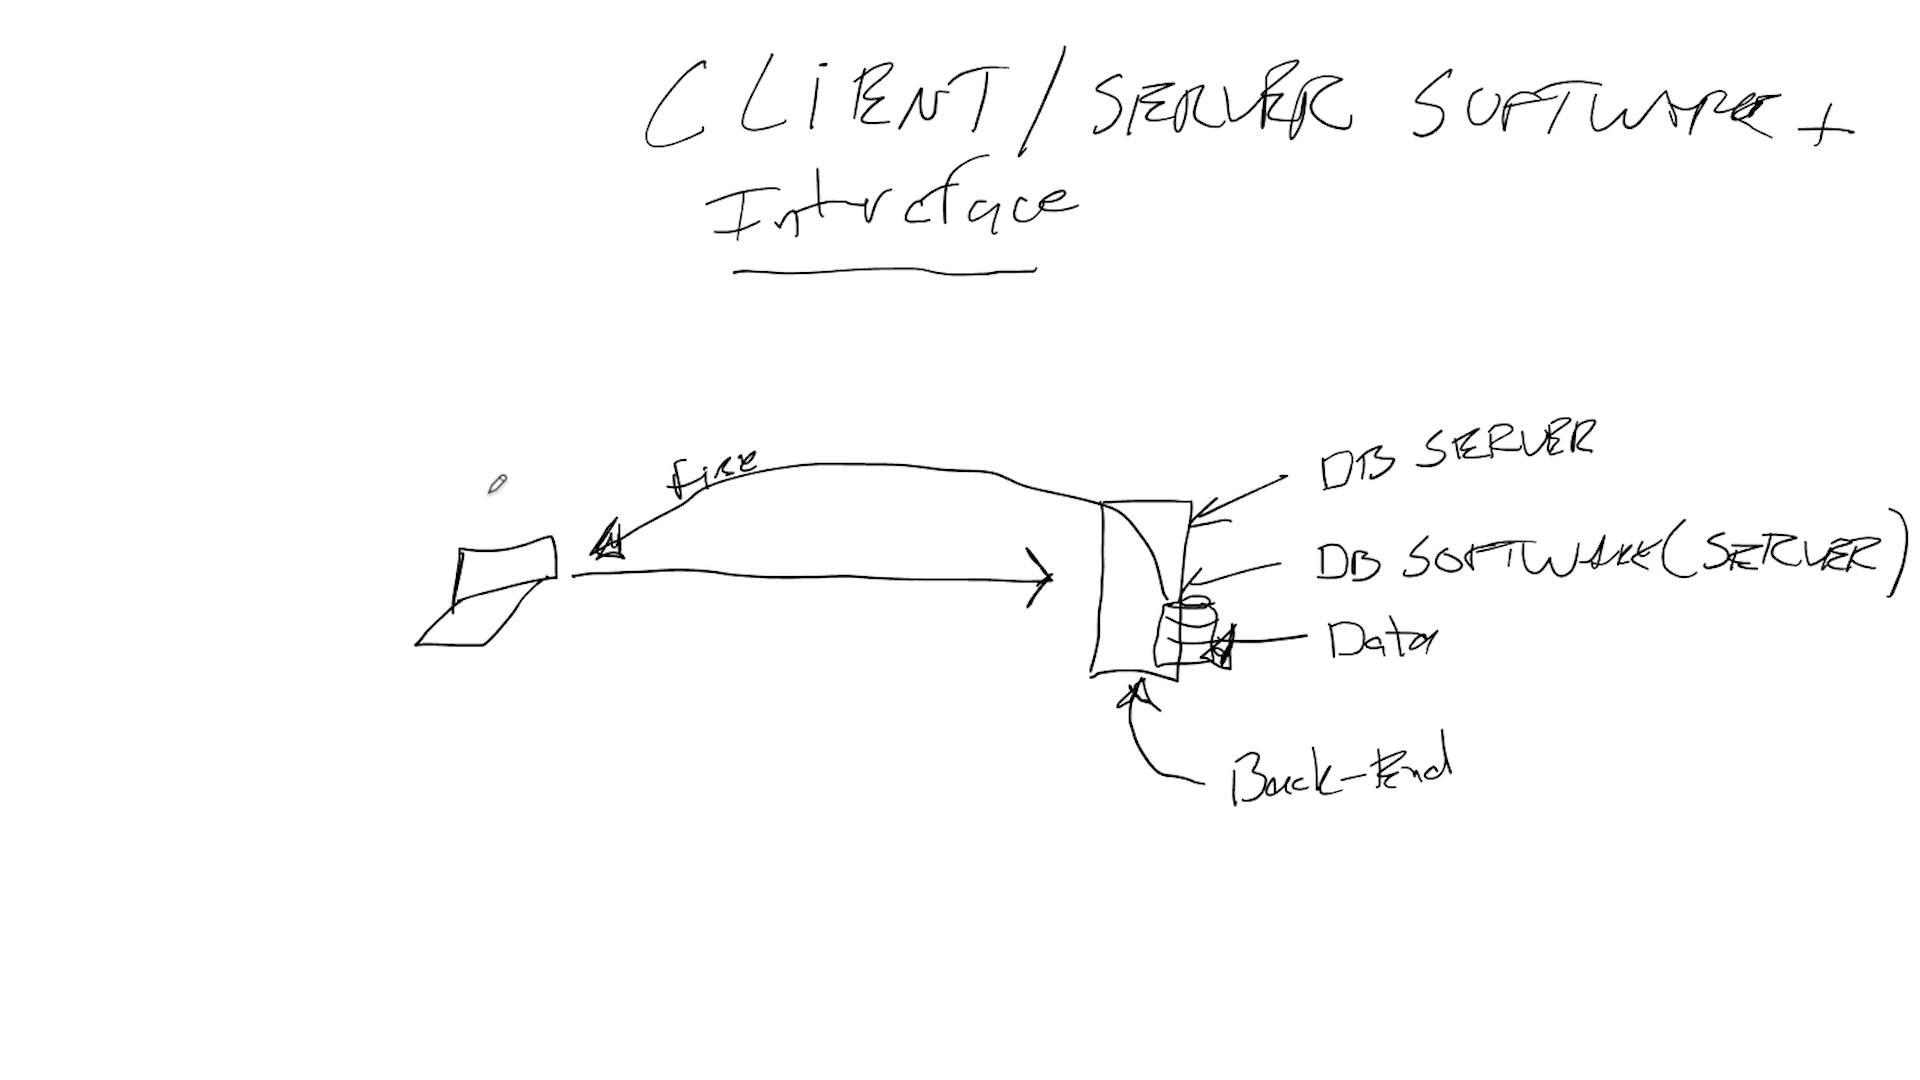 CLiENT/SERVER SOFTWARE +
Interface
File
DB SERVER
DB SOFTWARE(SERVER)
Data
Back-End